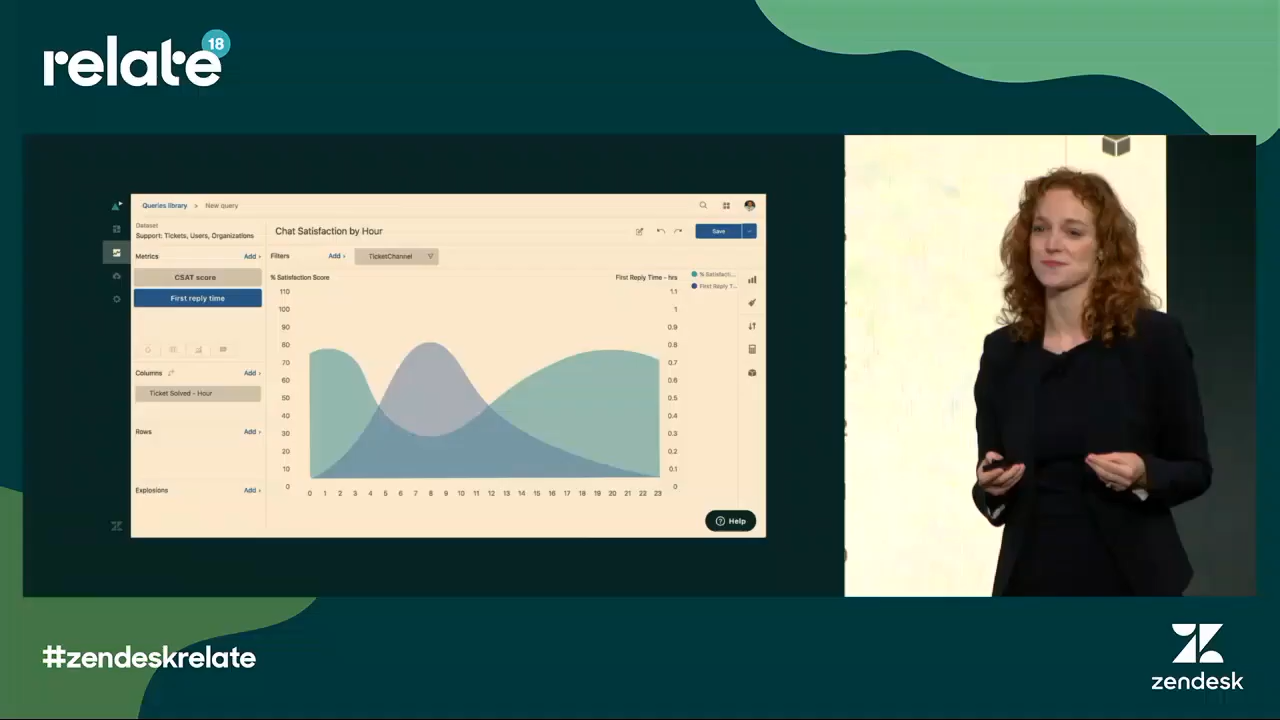 relate 18
Queries library > New query
Dataset
Support: Tickets, Users, Organizations
Chat Satisfaction by Hour
Save
Metrics Add ›
Filters Add › TicketChannel
CSAT score
First reply time
% Satisfaction Score
First Reply Time - hrs
% Satisfact...
First Reply T...
110
100
90
80
70
60
50
40
30
20
10
0
1.1
1
0.9
0.8
0.7
0.6
0.5
0.4
0.3
0.2
0.1
0
Columns Add ›
Ticket Solved - Hour
Rows Add ›
Explosions Add ›
0 1 2 3 4 5 6 7 8 9 10 11 12 13 14 15 16 17 18 19 20 21 22 23
Help
#zendeskrelate
zendesk